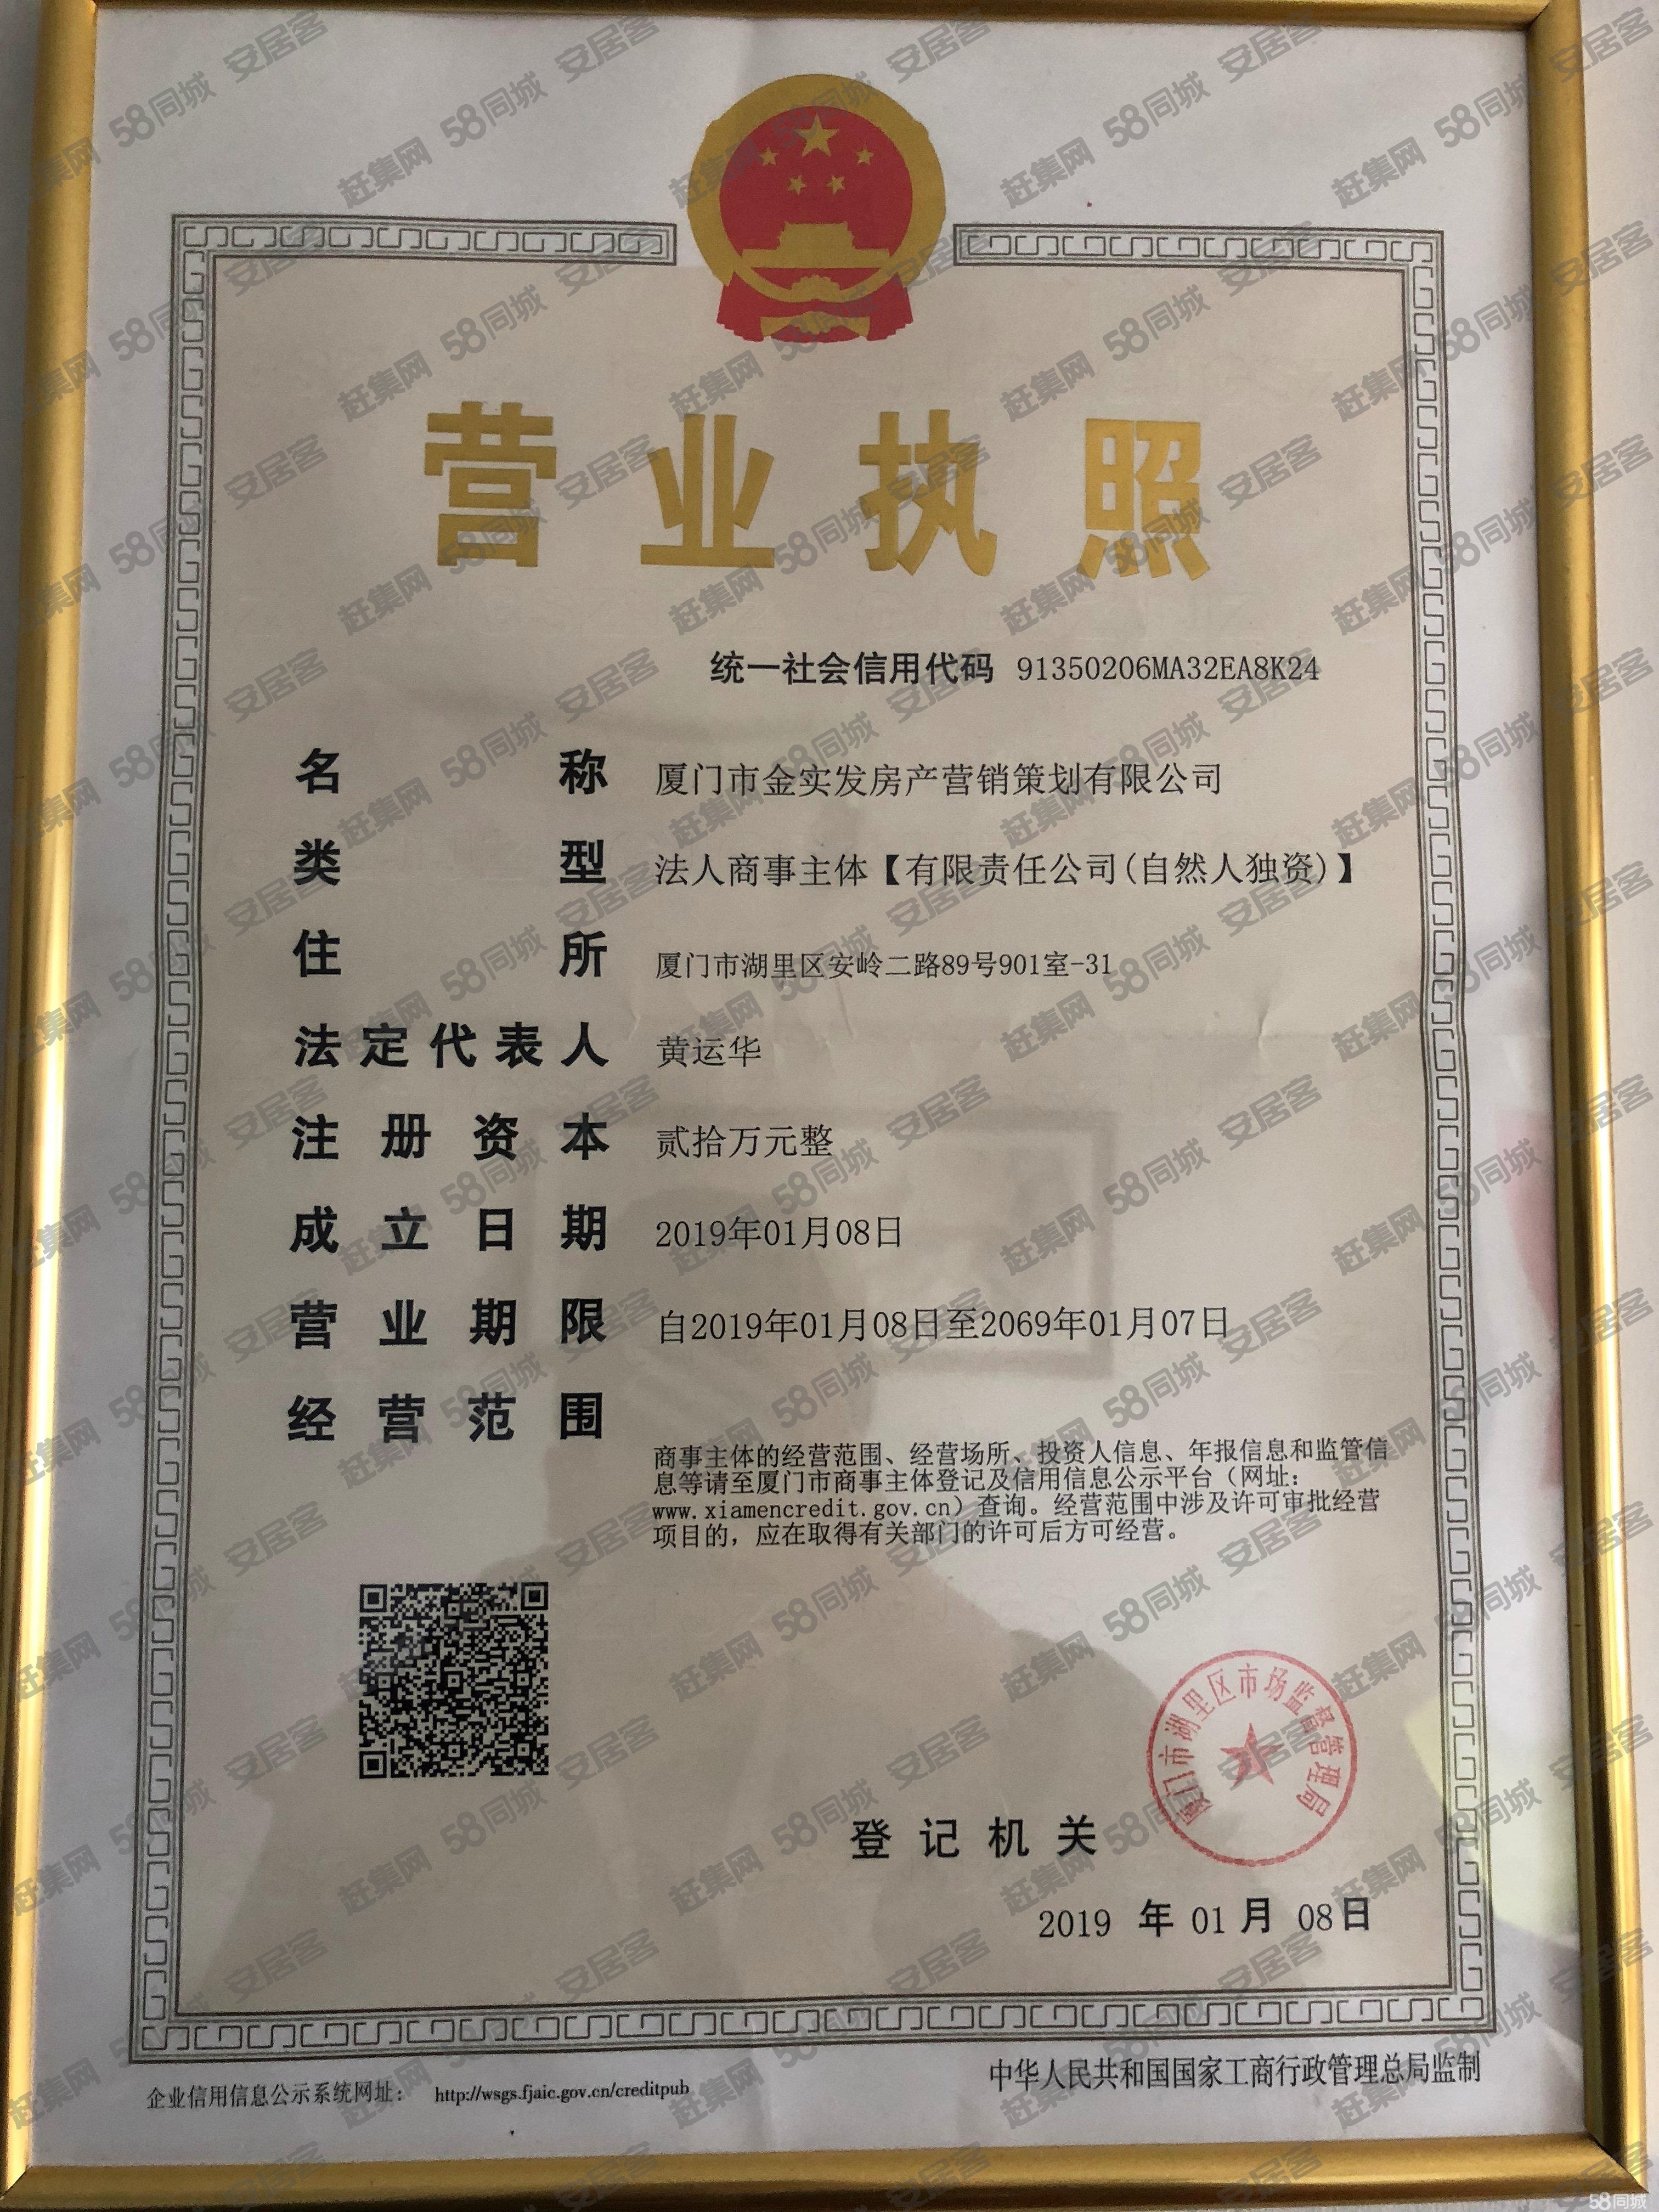 营业执照
统一社会信用代码 91350206MA32EA8K24
名称 厦门市金实发房产营销策划有限公司
类型 法人商事主体【有限责任公司(自然人独资)】
住所 厦门市湖里区安岭二路89号901室-31
法定代表人 黄运华
注册资本 贰拾万元整
成立日期 2019年01月08日
营业期限 自2019年01月08日至2069年01月07日
经营范围
商事主体的经营范围、经营场所、投资人信息、年报信息和监管信
息等请至厦门市商事主体登记及信用信息公示平台（网址：
www.xiamencredit.gov.cn）查询。经营范围中涉及许可审批经营
项目的，应在取得有关部门的许可后方可经营。
厦门市湖里区市场监督管理局
登记机关
2019 年 01 月 08 日
企业信用信息公示系统网址： http://wsgs.fjaic.gov.cn/creditpub
中华人民共和国国家工商行政管理总局监制
赶集网 58同城 安居客
58同城